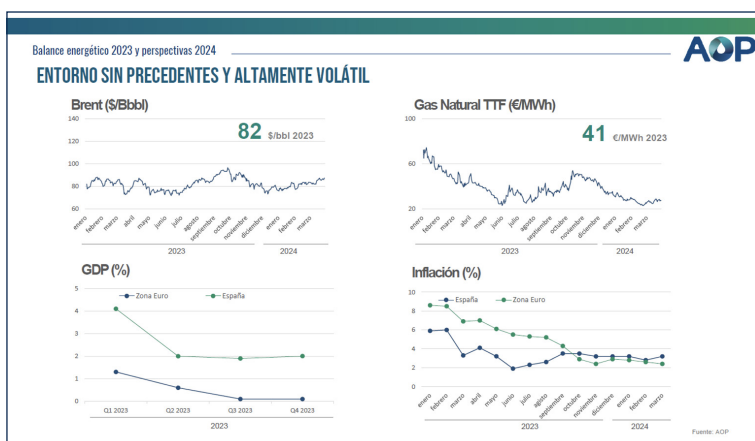 Balance energético 2023 y perspectivas 2024
AOP
ENTORNO SIN PRECEDENTES Y ALTAMENTE VOLÁTIL
Brent ($/Bbbl)
140
120
100
80
60
82 $/bbl 2023
enero
febrero
marzo
abril
mayo
junio
julio
agosto
septiembre
octubre
noviembre
diciembre
enero
febrero
marzo
2023
2024
Gas Natural TTF (€/MWh)
100
60
20
41 €/MWh 2023
enero
febrero
marzo
abril
mayo
junio
julio
agosto
septiembre
octubre
noviembre
diciembre
enero
febrero
marzo
2023
2024
GDP (%)
5
4
3
2
1
0
Zona Euro
España
Q1 2023
Q2 2023
Q3 2023
Q4 2023
2023
Inflación (%)
10
8
6
4
2
0
España
Zona Euro
enero
febrero
marzo
abril
mayo
junio
julio
agosto
septiembre
octubre
noviembre
diciembre
enero
febrero
marzo
2023
2024
Fuente: AOP